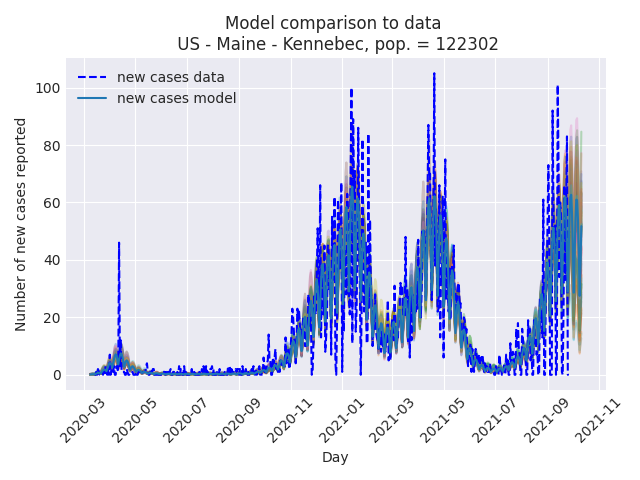 Model comparison to data
US - Maine - Kennebec, pop. = 122302
new cases data
new cases model
Number of new cases reported
100
80
60
40
20
0
2020-03
2020-05
2020-07
2020-09
2020-11
2021-01
2021-03
2021-05
2021-07
2021-09
2021-11
Day